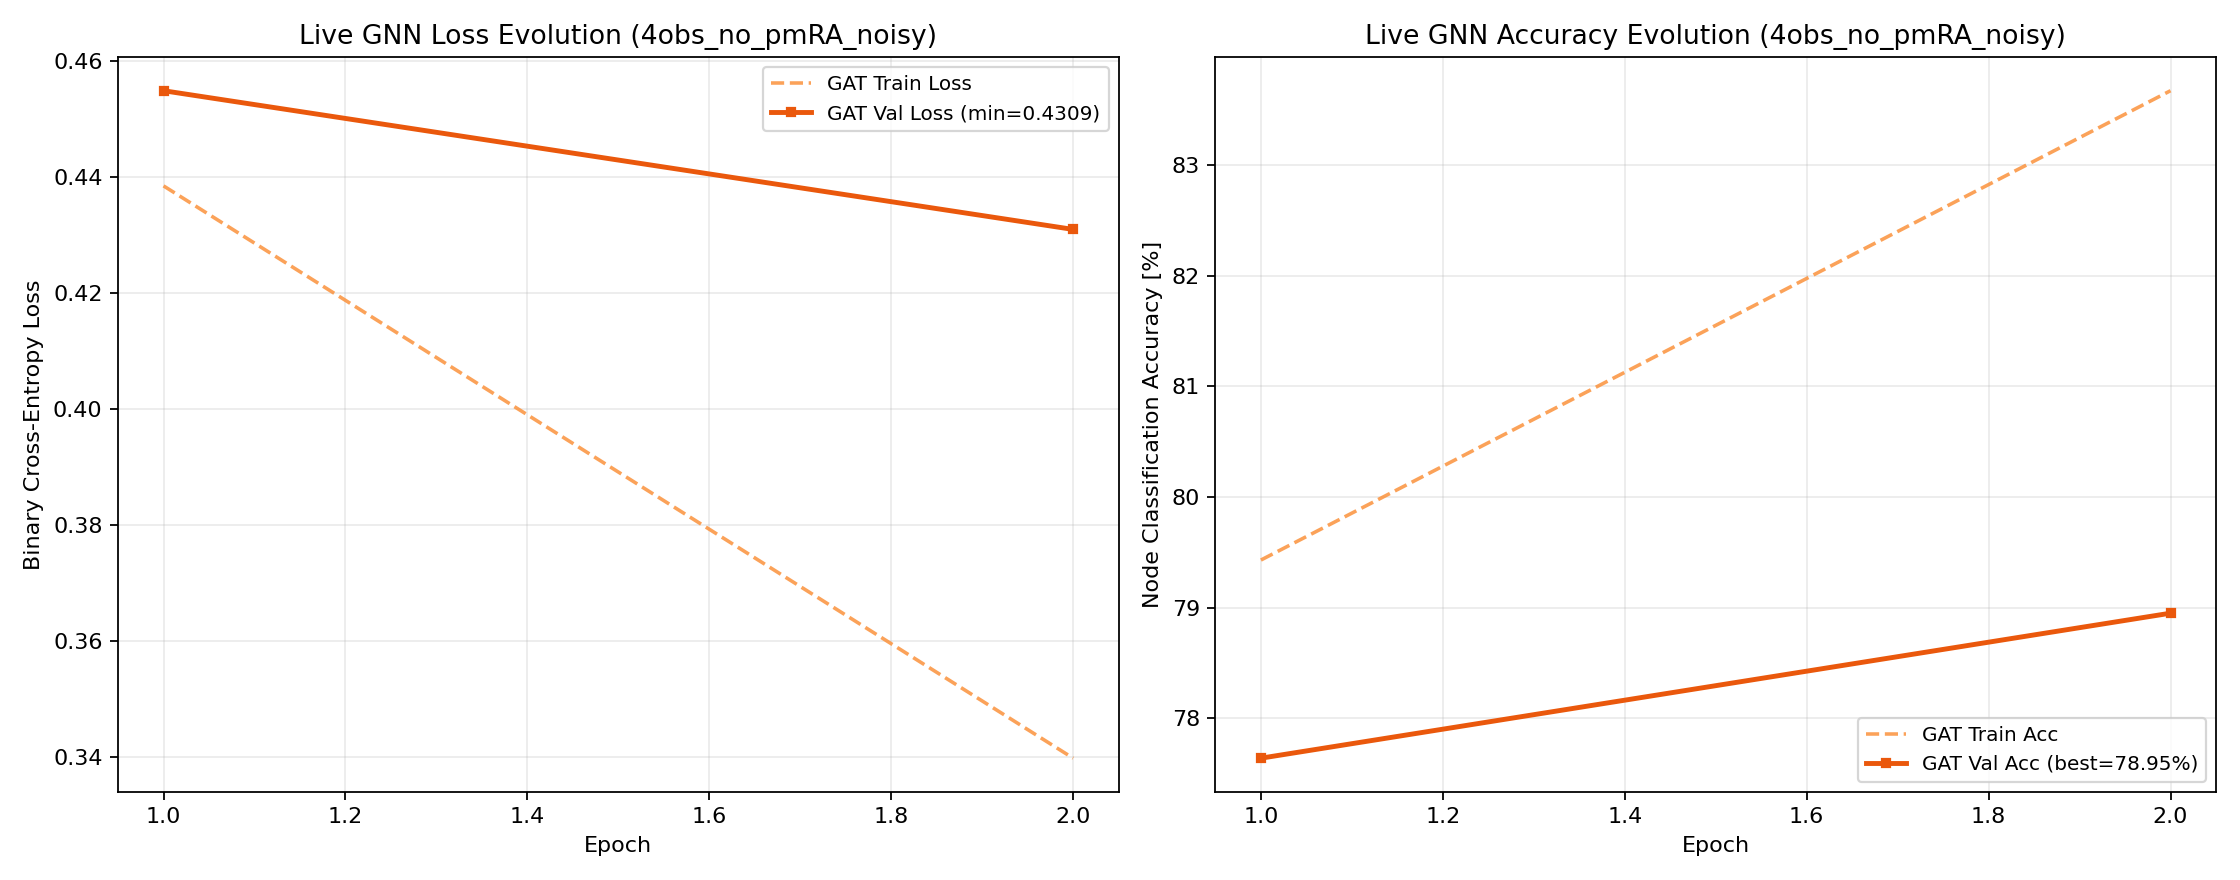 Live GNN Loss Evolution (4obs_no_pmRA_noisy)
0.46
0.44
0.42
0.40
0.38
0.36
0.34
Binary Cross-Entropy Loss
GAT Train Loss
GAT Val Loss (min=0.4309)
1.0
1.2
1.4
1.6
1.8
2.0
Epoch
Live GNN Accuracy Evolution (4obs_no_pmRA_noisy)
83
82
81
80
79
78
Node Classification Accuracy [%]
GAT Train Acc
GAT Val Acc (best=78.95%)
1.0
1.2
1.4
1.6
1.8
2.0
Epoch